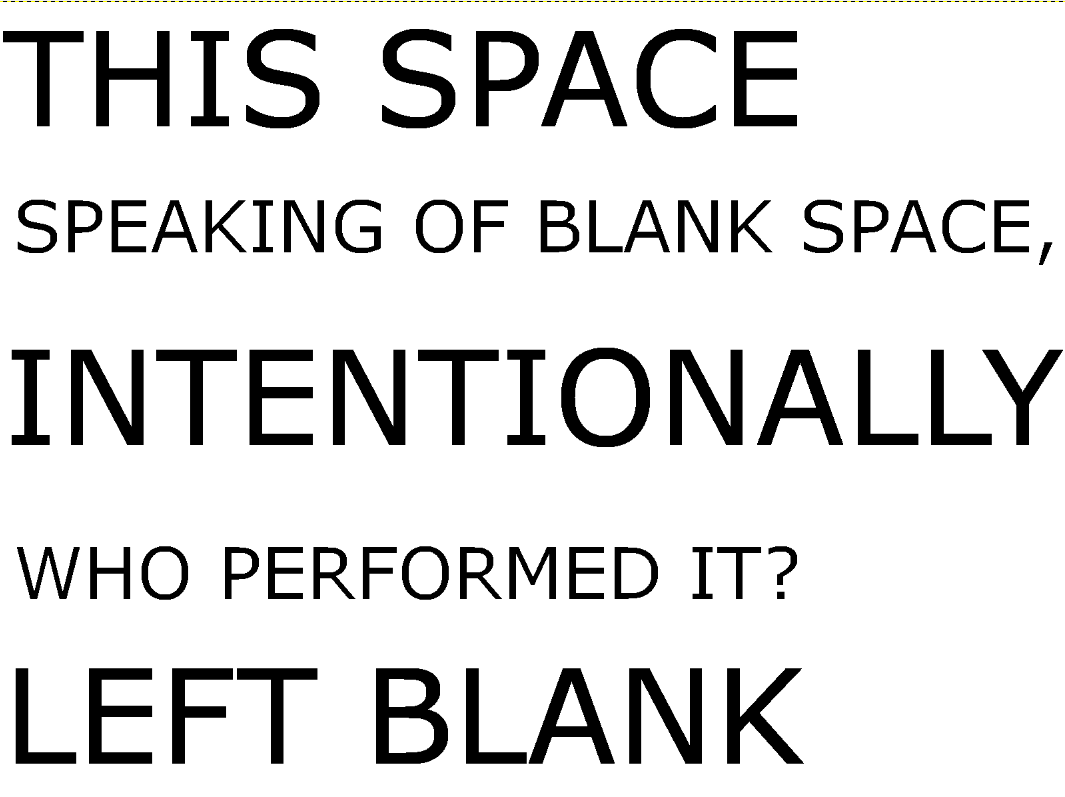 THIS SPACE
SPEAKING OF BLANK SPACE,
INTENTIONALLY
WHO PERFORMED IT?
LEFT BLANK